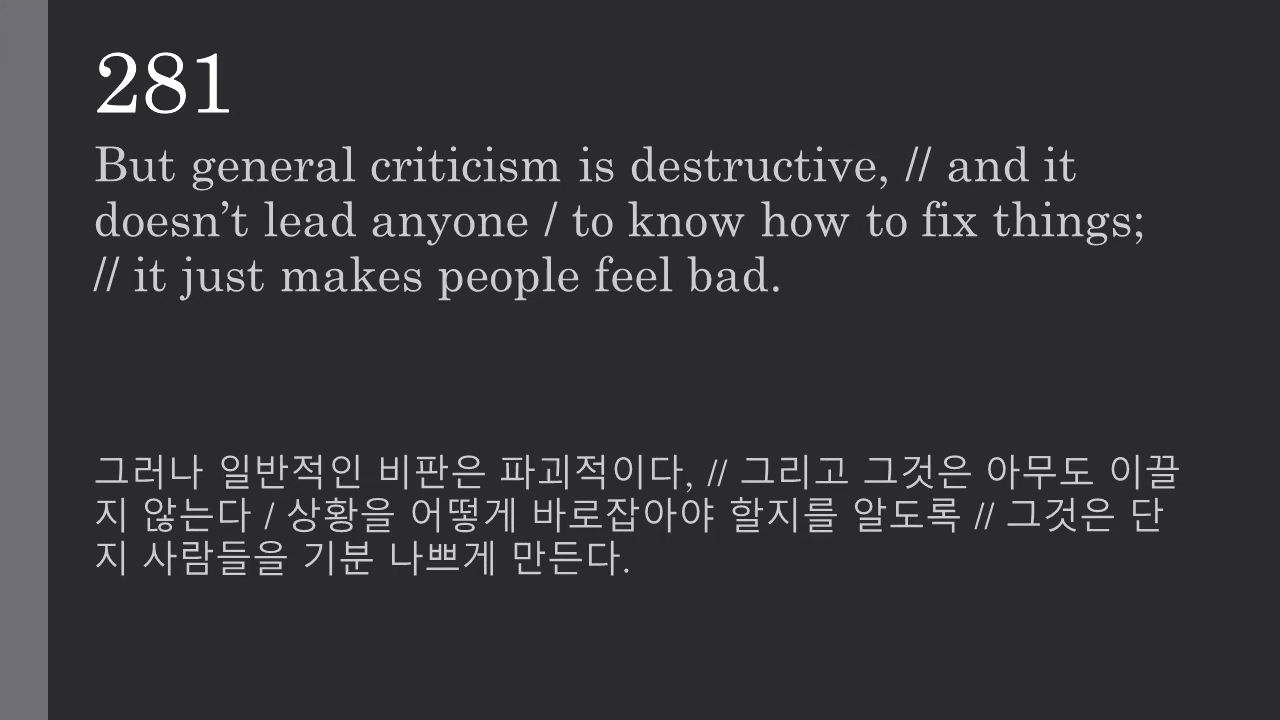 281
But general criticism is destructive, // and it
doesn’t lead anyone / to know how to fix things;
// it just makes people feel bad.
그러나 일반적인 비판은 파괴적이다, // 그리고 그것은 아무도 이끌
지 않는다 / 상황을 어떻게 바로잡아야 할지를 알도록 // 그것은 단
지 사람들을 기분 나쁘게 만든다.